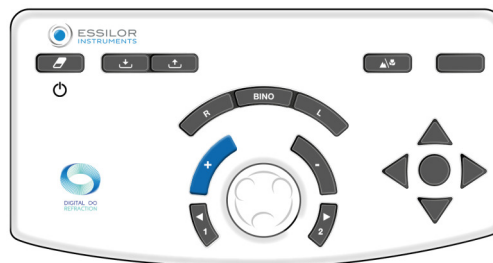 ESSILOR
INSTRUMENTS
R
BINO
L
+
-
1
2
DIGITAL ∞
REFRACTION